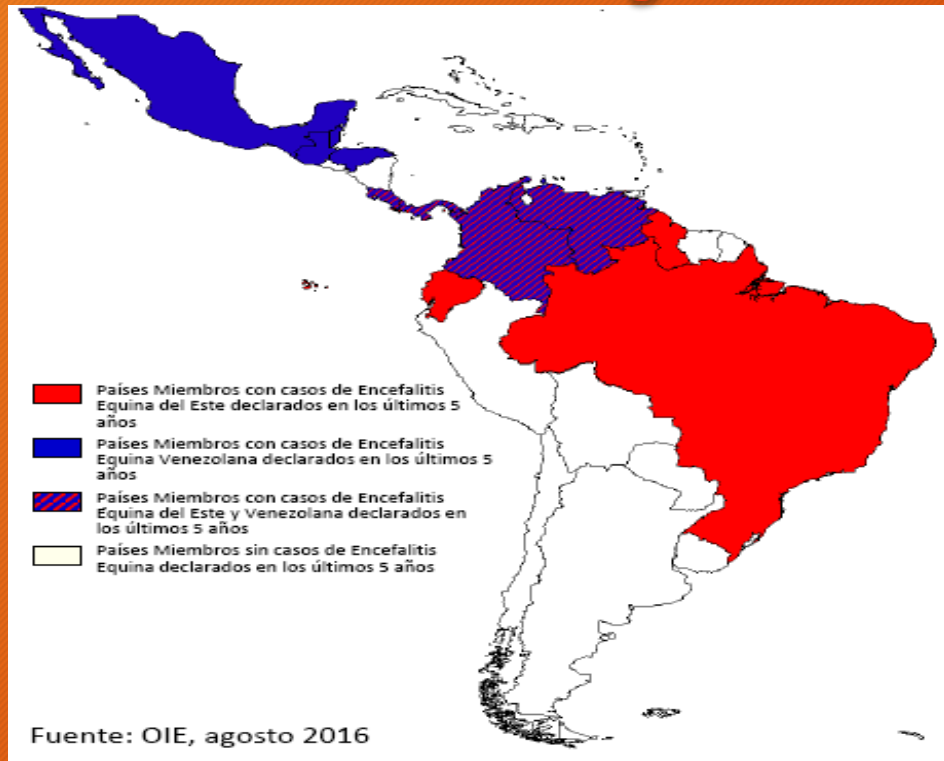 Países Miembros con casos de Encefalitis
Equina del Este declarados en los últimos 5
años
Países Miembros con casos de Encefalitis
Equina Venezolana declarados en los últimos 5
años
Países Miembros con casos de Encefalitis
Equina del Este y Venezolana declarados en
los últimos 5 años
Países Miembros sin casos de Encefalitis
Equina declarados en los últimos 5 años
Fuente: OIE, agosto 2016